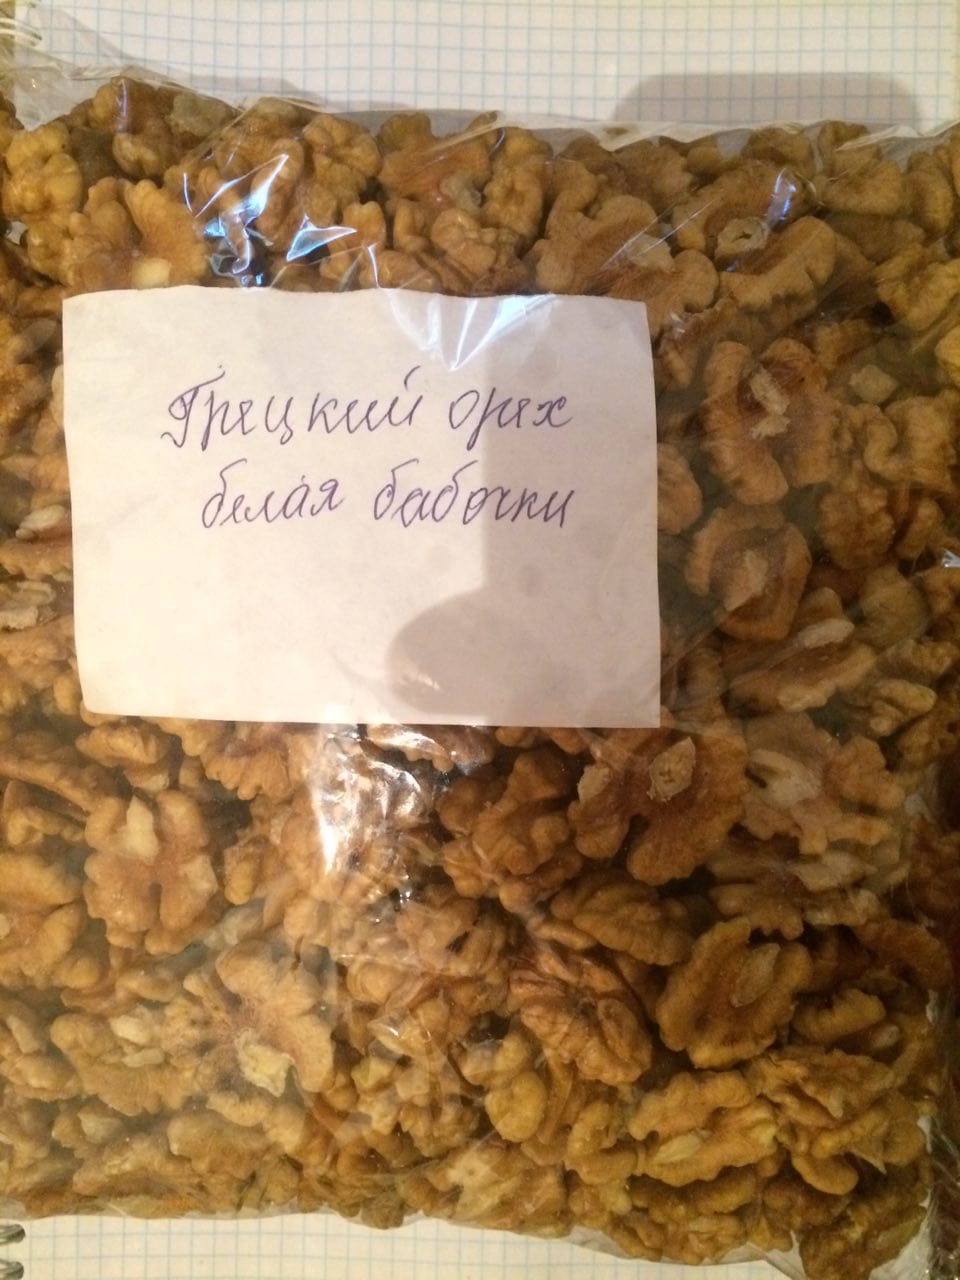 Грецкий орех
белая бабочки